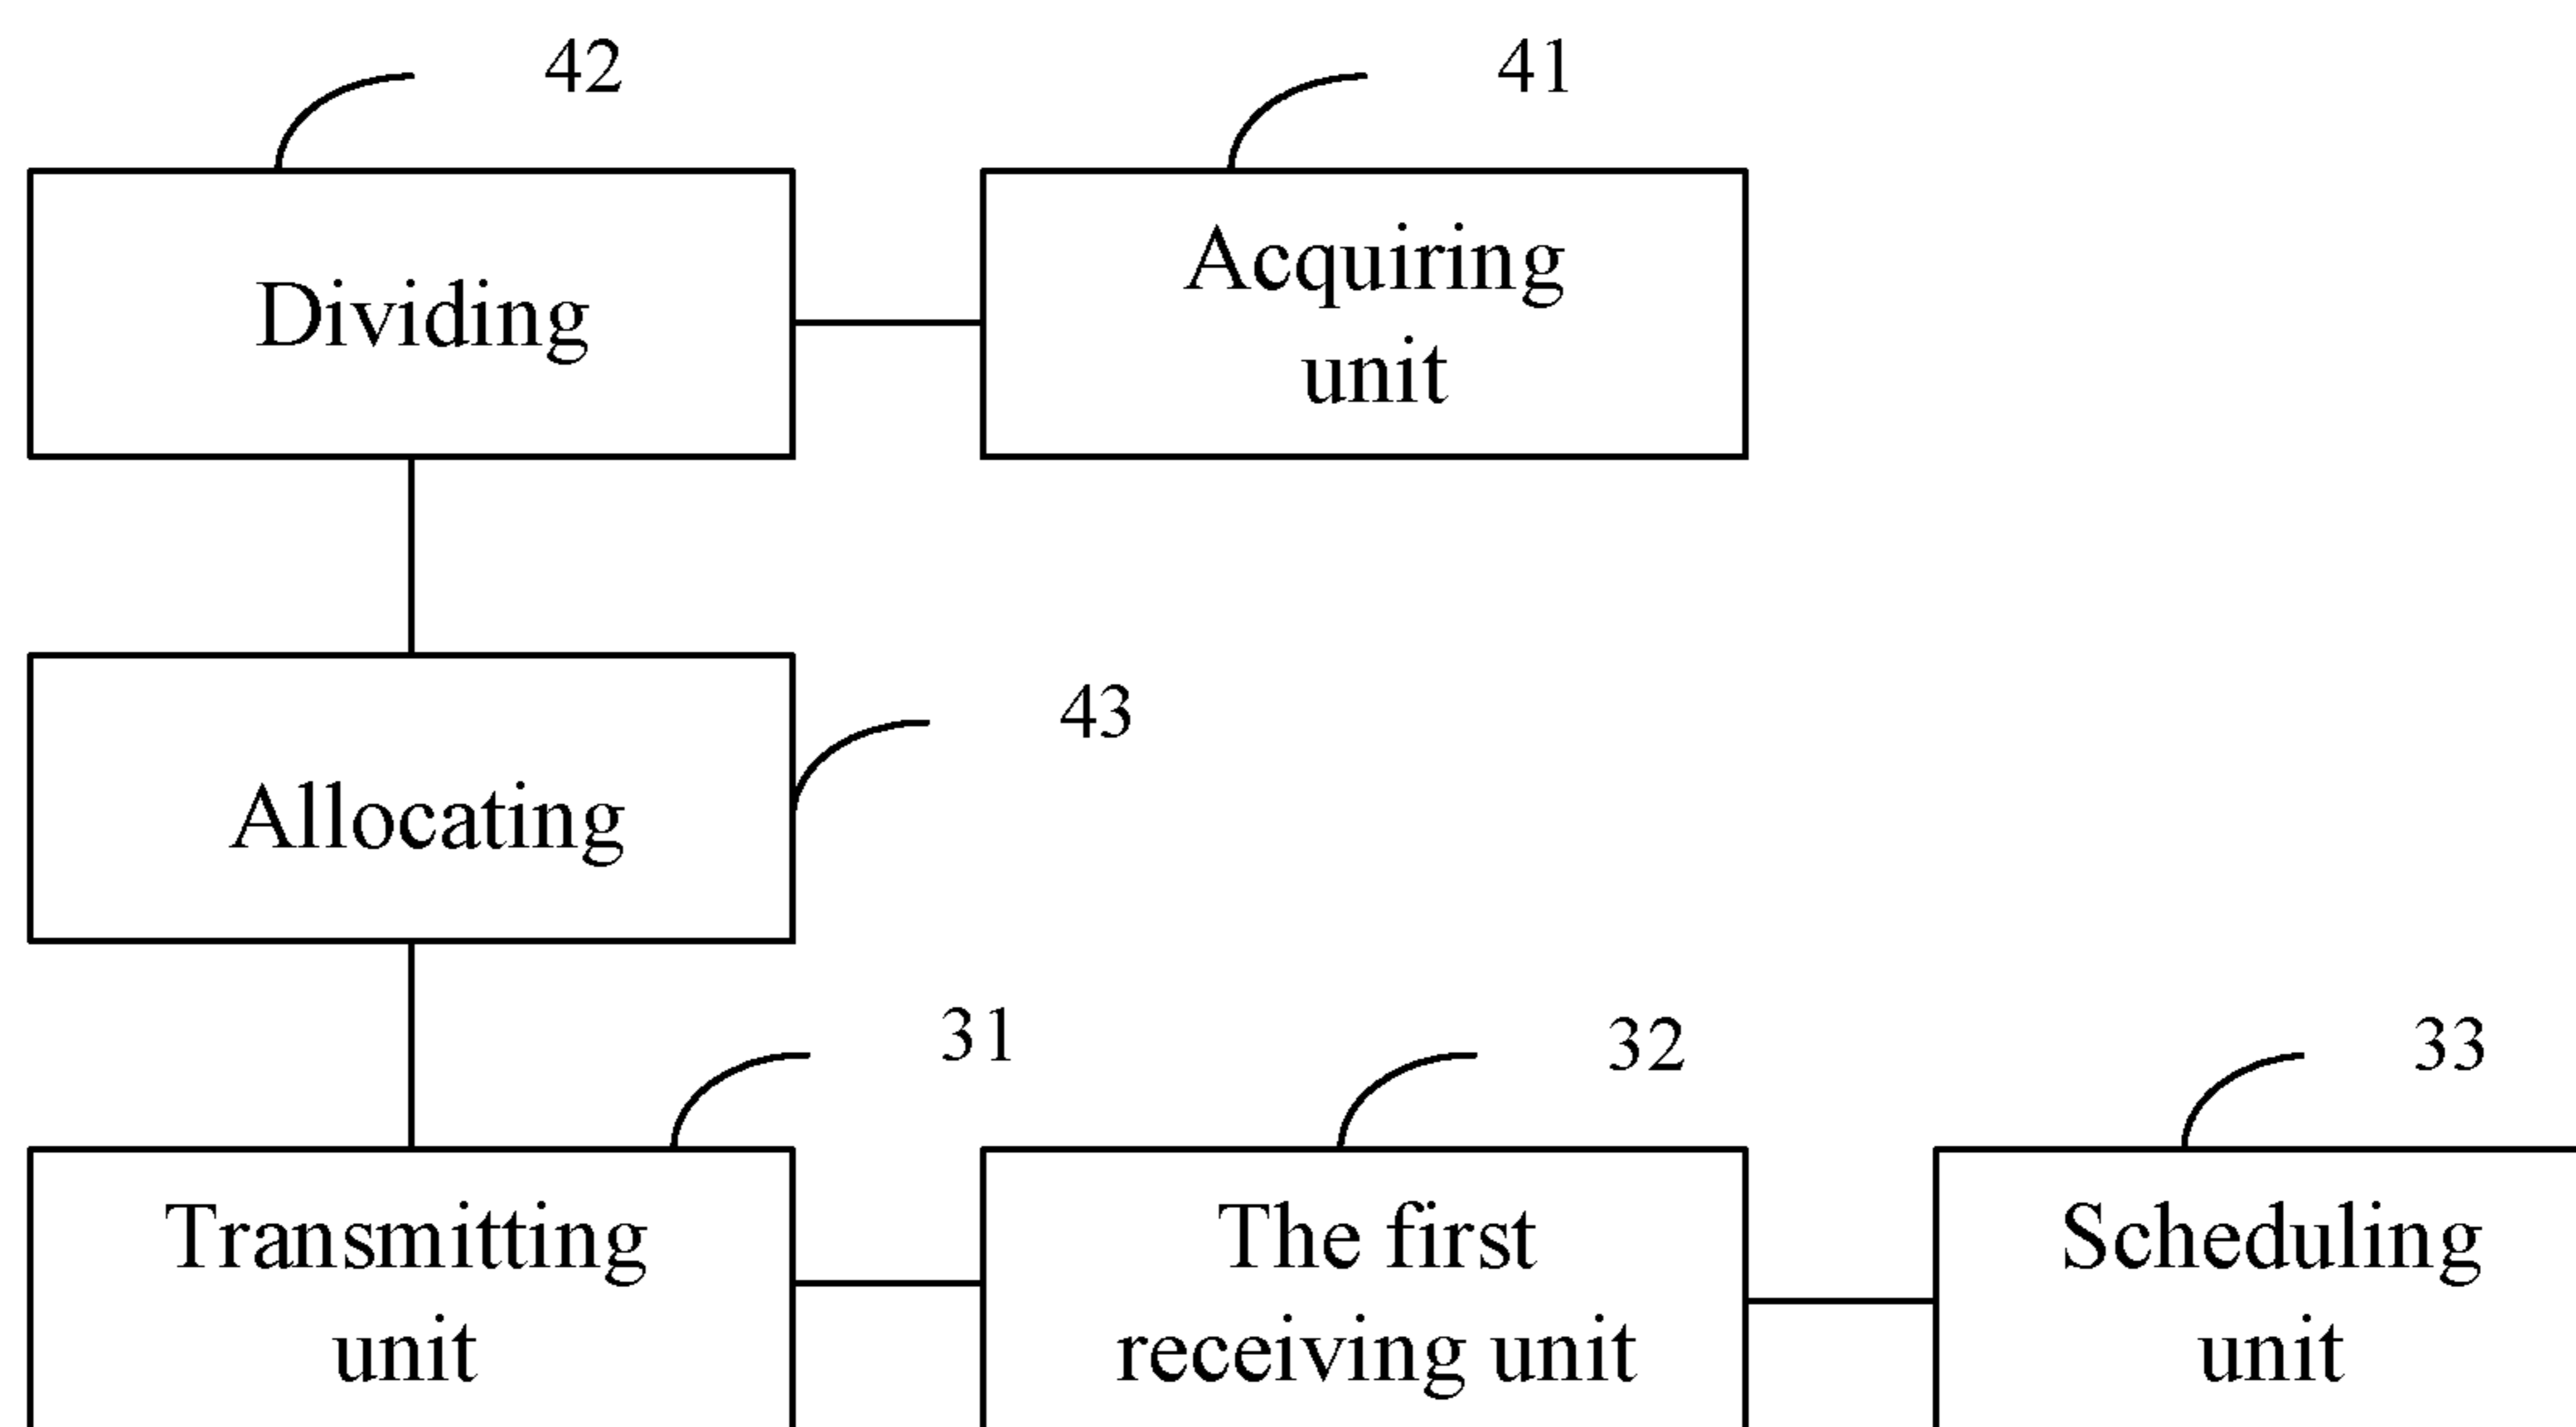 42
41
Dividing
Acquiring
unit
43
Allocating
31
32
33
Transmitting
unit
The first
receiving unit
Scheduling
unit